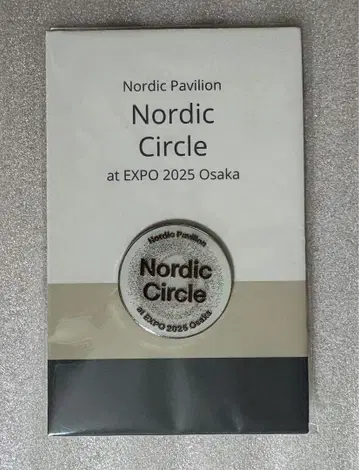 Nordic Pavilion
Nordic
Circle
at EXPO 2025 Osaka
Nordic Pavilion
Nordic
Circle
at EXPO 2025 Osaka